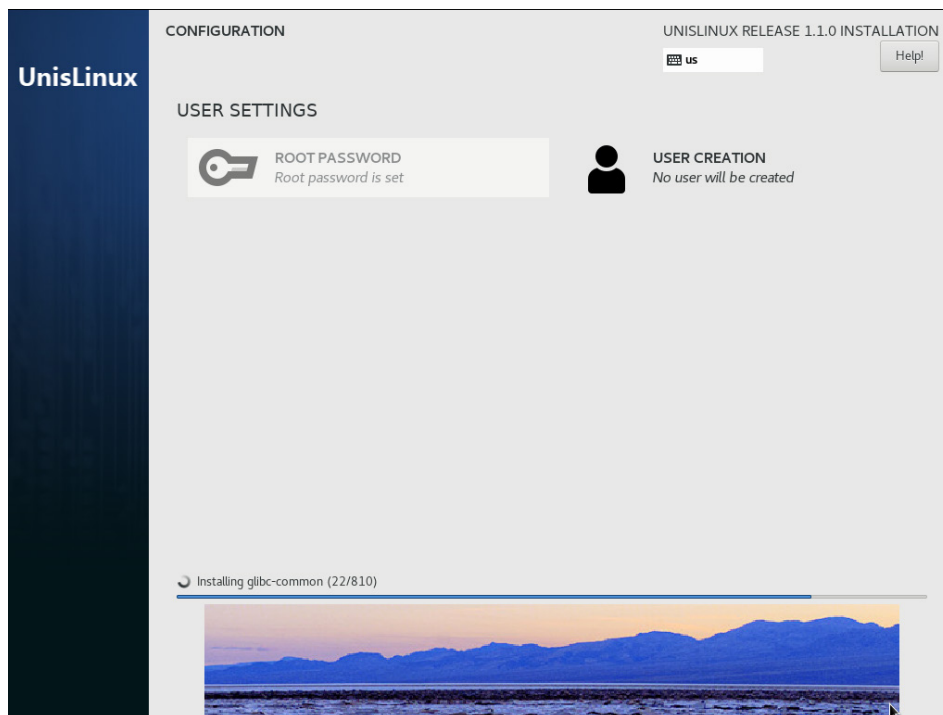 CONFIGURATION
UNISLINUX RELEASE 1.1.0 INSTALLATION
us
Help!
UnisLinux
USER SETTINGS
ROOT PASSWORD
Root password is set
USER CREATION
No user will be created
Installing glibc-common (22/810)